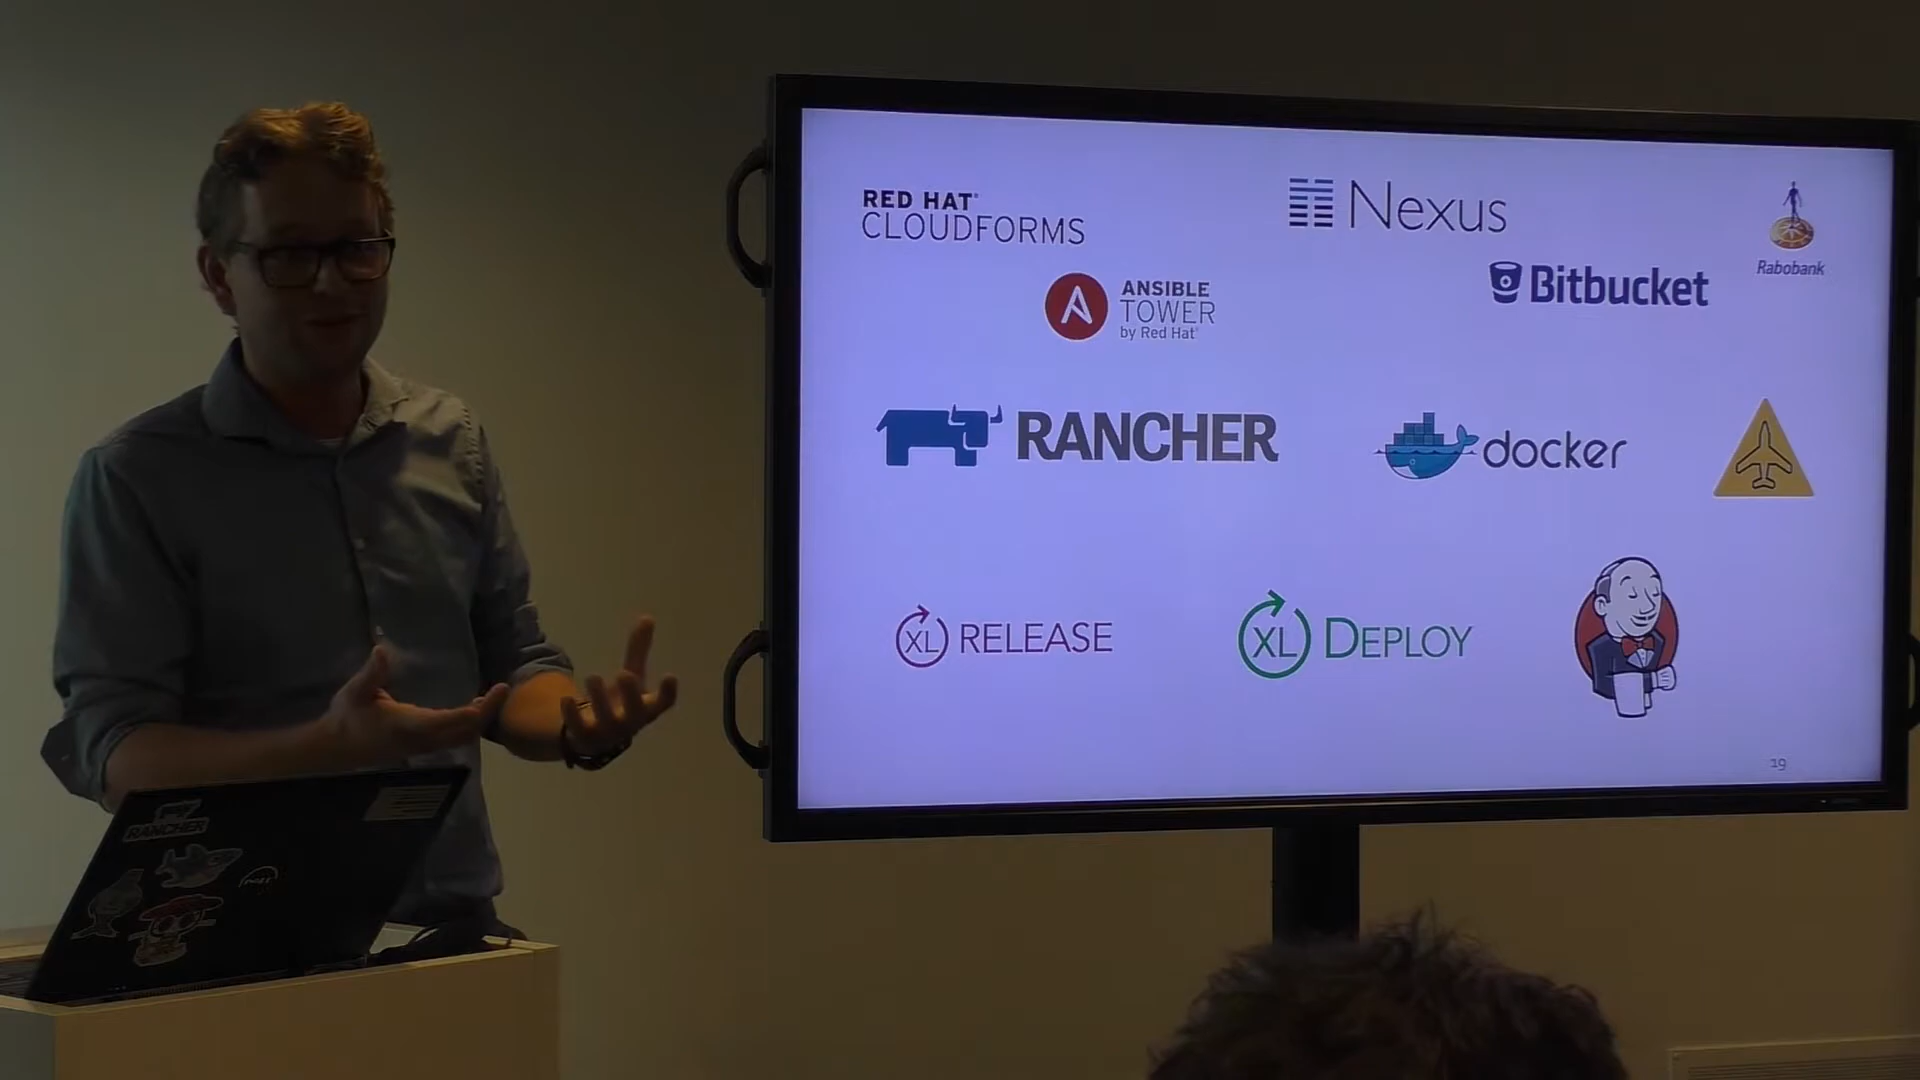 RED HAT®
CLOUDFORMS
Nexus
Rabobank
Bitbucket
ANSIBLE
TOWER
by Red Hat®
RANCHER
docker
XL RELEASE
XL DEPLOY
19
RANCHER